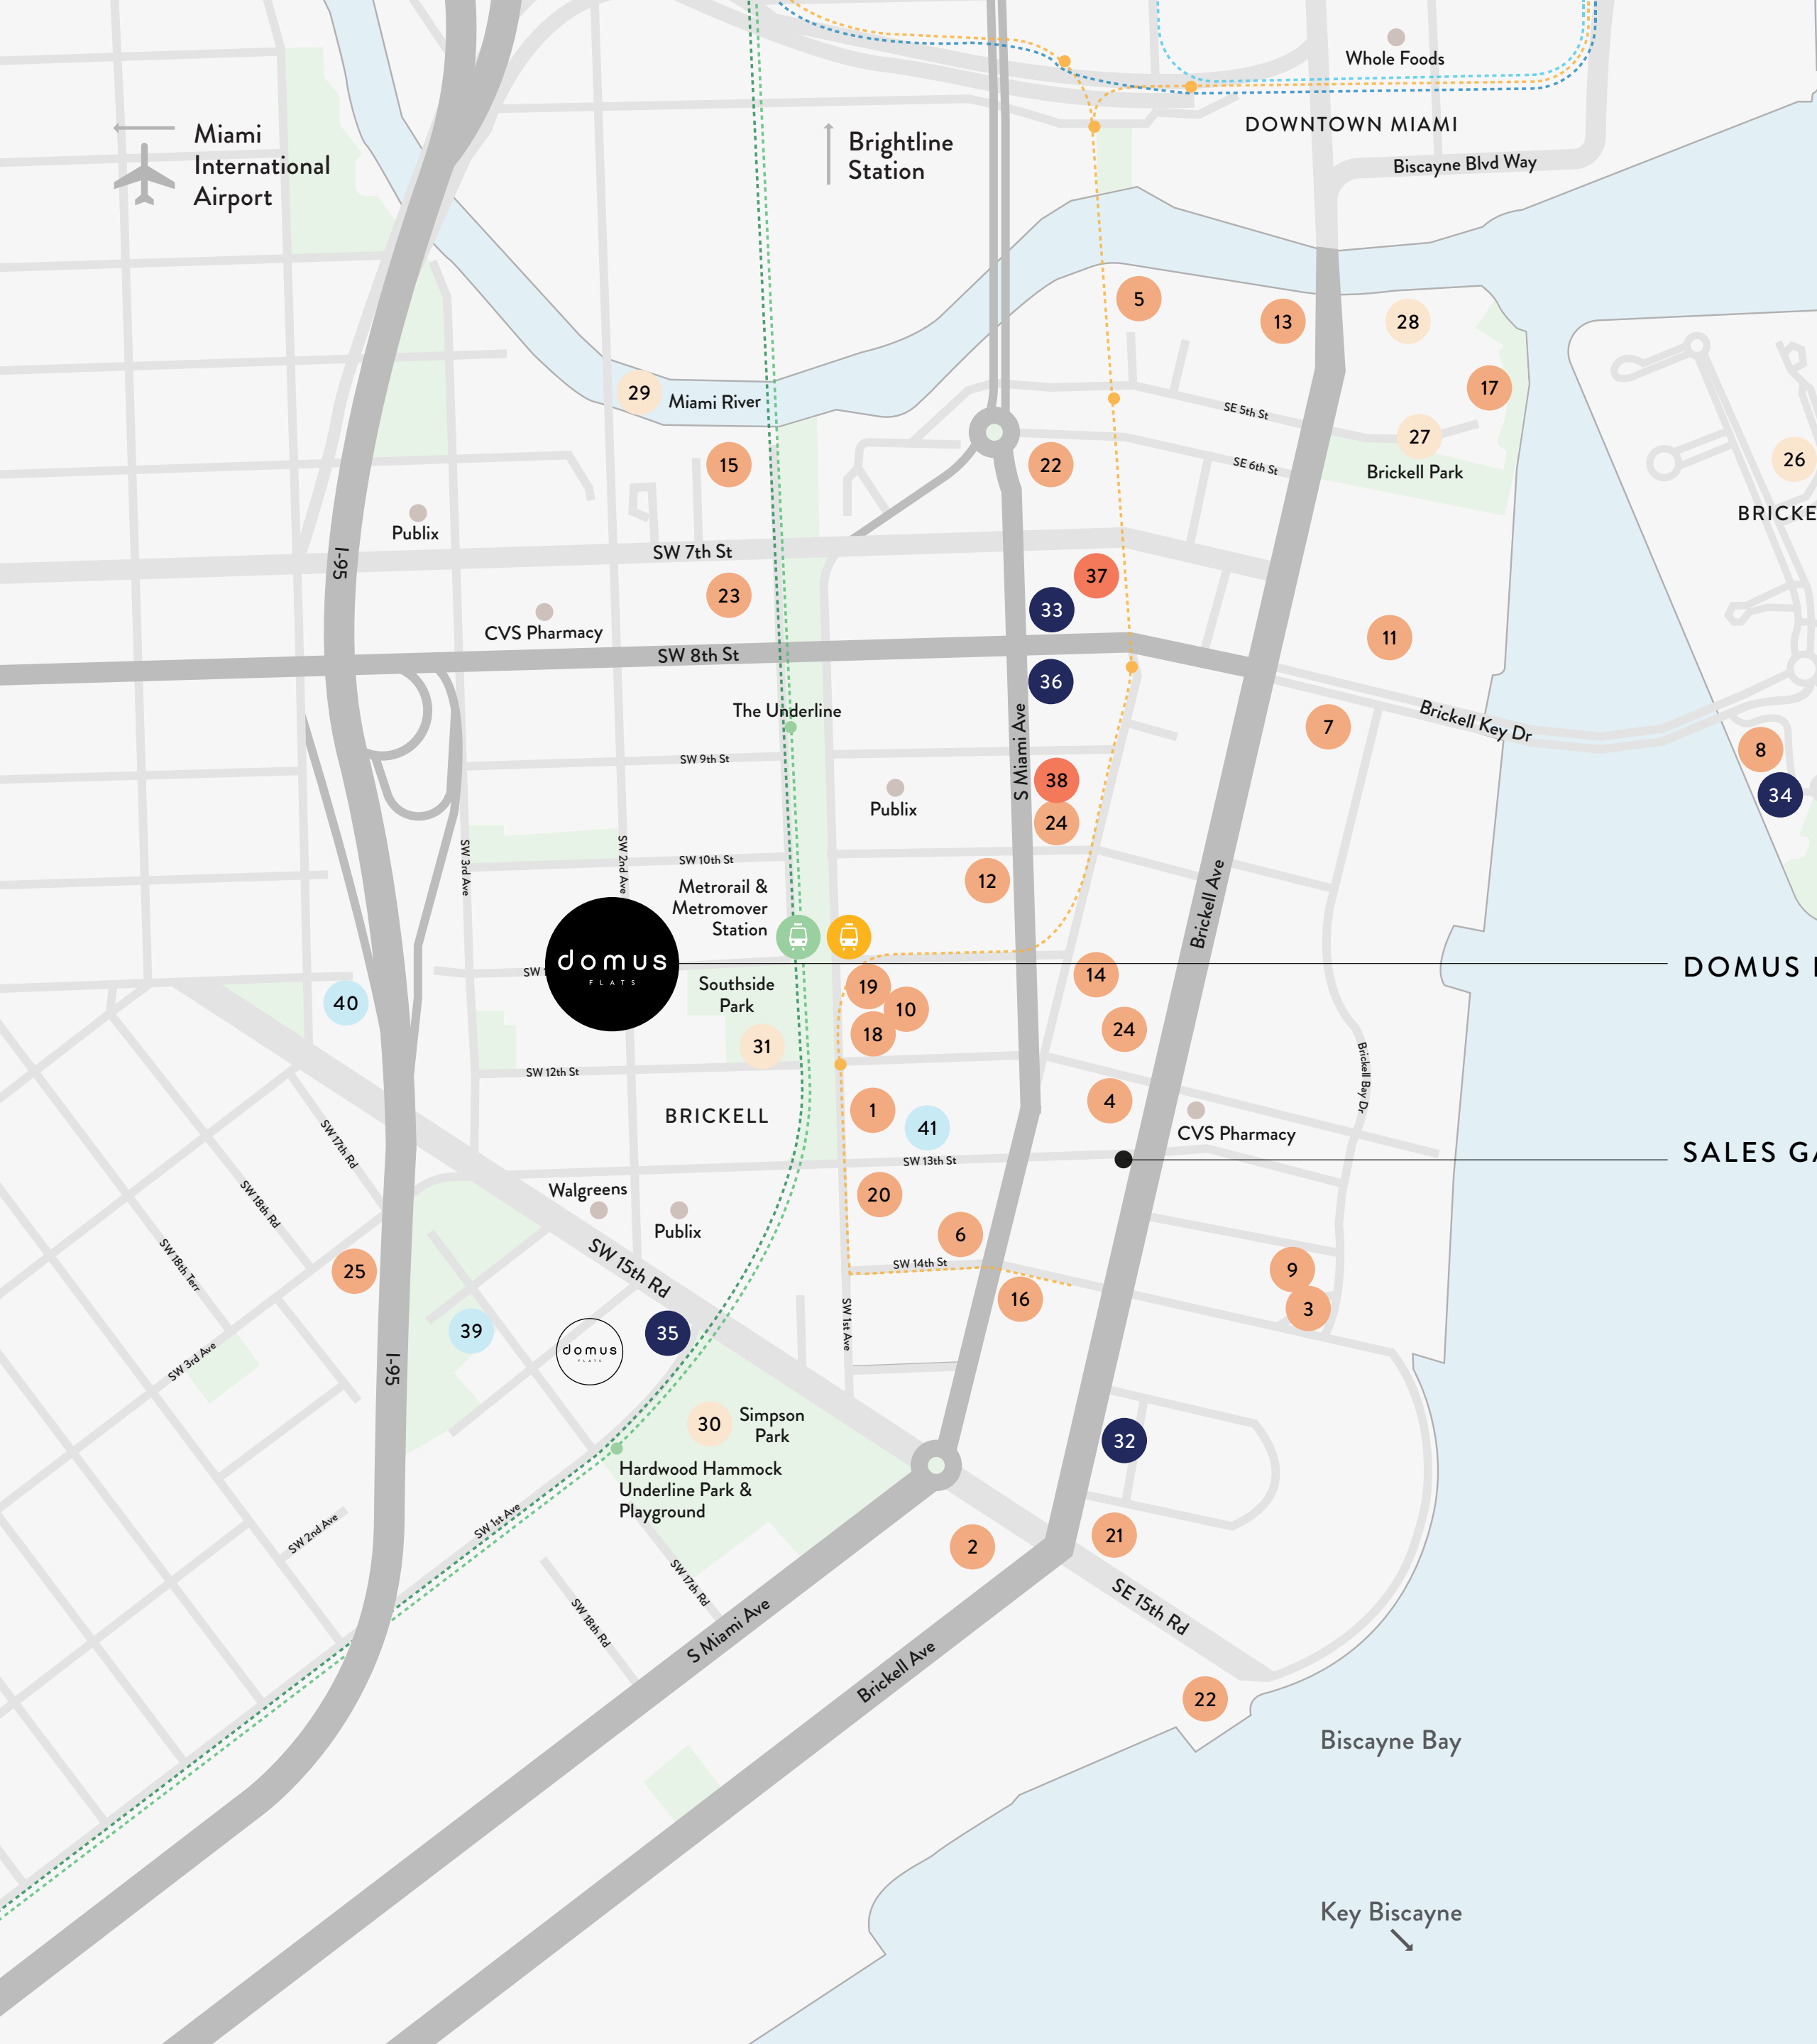 Whole Foods
DOWNTOWN MIAMI
Miami
International
Airport
Brightline
Station
Biscayne Blvd Way
5
13
28
17
29
Miami River
SE 5th St
27
Brickell Park
15
22
SE 6th St
26
BRICKE
Publix
I-95
SW 7th St
37
23
33
CVS Pharmacy
SW 8th St
11
36
The Underline
7
Brickell Key Dr
S Miami Ave
SW 9th St
8
38
34
Publix
24
SW 3rd Ave
SW 2nd Ave
SW 10th St
12
Brickell Ave
Metrorail &
Metromover
Station
domus
FLATS
SW 1
DOMUS
14
19
Southside
Park
40
10
18
24
31
SW 12th St
Brickell Bay Dr
BRICKELL
1
4
41
CVS Pharmacy
SW 17th Rd
SW 13th St
SALES GA
Walgreens
20
SW 18th Rd
Publix
6
SW 18th Terr
SW 15th Rd
SW 14th St
25
9
16
3
SW 1st Ave
39
35
domus
FLATS
SW 3rd Ave
I-95
30
Simpson
Park
32
Hardwood Hammock
Underline Park &
Playground
SW 1st Ave
SW 2nd Ave
2
21
SW 17th Rd
SE 15th Rd
SW 18th Rd
S Miami Ave
Brickell Ave
22
Biscayne Bay
Key Biscayne